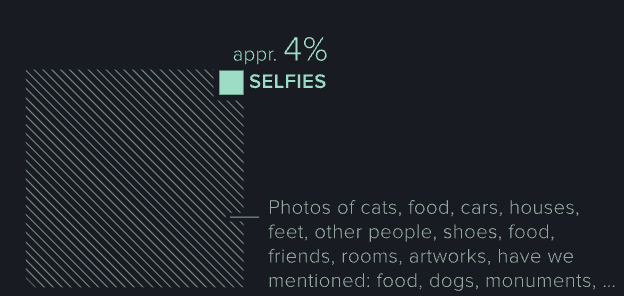 appr. 4%
SELFIES
Photos of cats, food, cars, houses,
feet, other people, shoes, food,
friends, rooms, artworks, have we
mentioned: food, dogs, monuments, ...